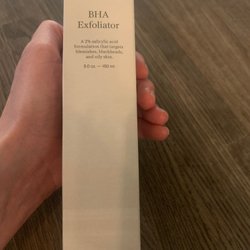 BHA
Exfoliator
A 2% salicylic acid
formulation that targets
blemishes, blackheads,
and oily skin.